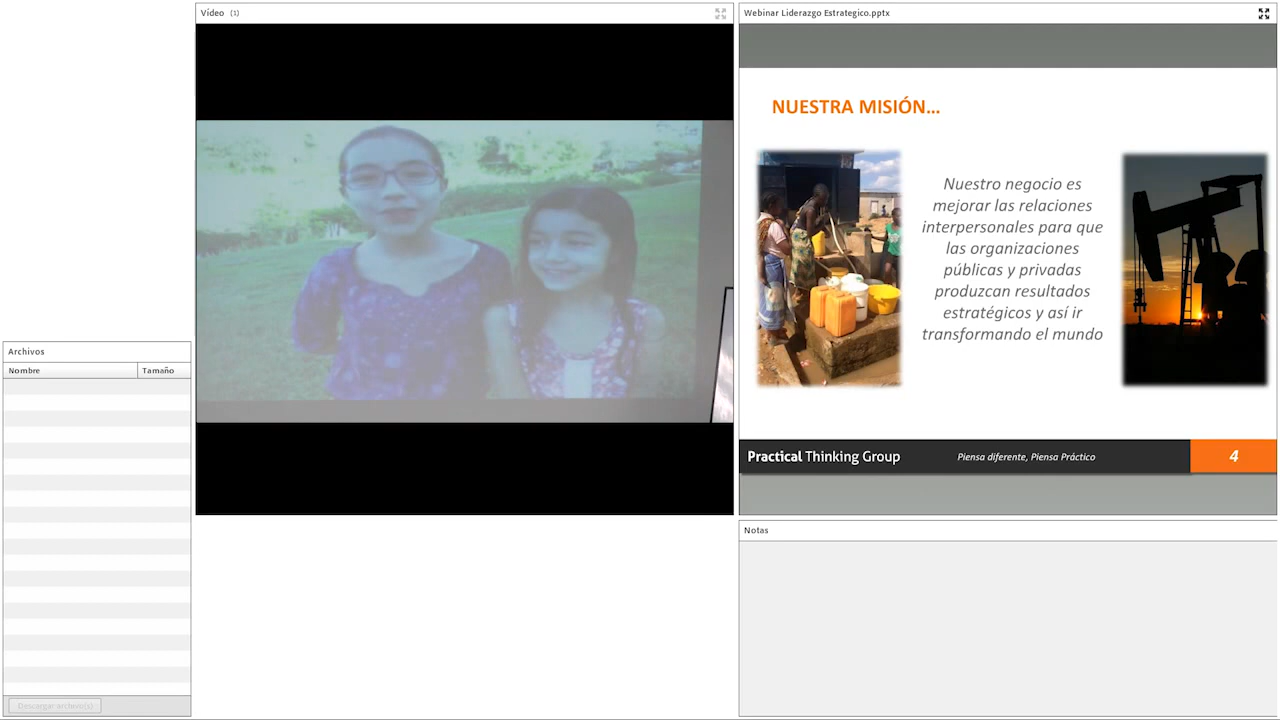 Vídeo (1)
Webinar Liderazgo Estrategico.pptx
NUESTRA MISIÓN...
Nuestro negocio es
mejorar las relaciones
interpersonales para que
las organizaciones
públicas y privadas
produzcan resultados
estratégicos y así ir
transformando el mundo
Practical Thinking Group
Piensa diferente, Piensa Práctico
4
Archivos
Nombre
Tamaño
Descargar archivo(s)
Notas